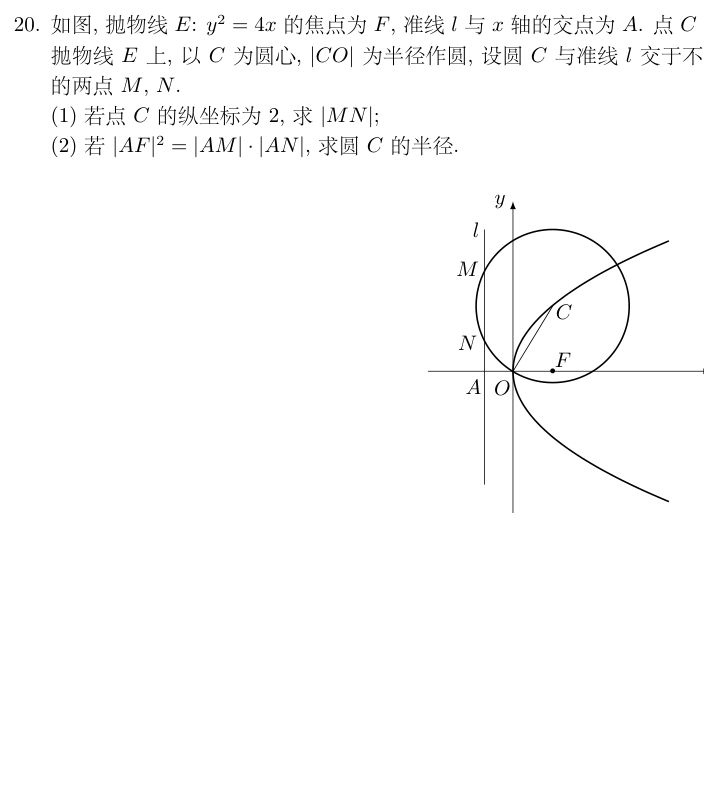 20. 如图, 抛物线 E: y² = 4x 的焦点为 F, 准线 l 与 x 轴的交点为 A. 点 C
抛物线 E 上, 以 C 为圆心, |CO| 为半径作圆, 设圆 C 与准线 l 交于不
的两点 M, N.
(1) 若点 C 的纵坐标为 2, 求 |MN|;
(2) 若 |AF|² = |AM| · |AN|, 求圆 C 的半径.
y
l
M
C
N
F
A O